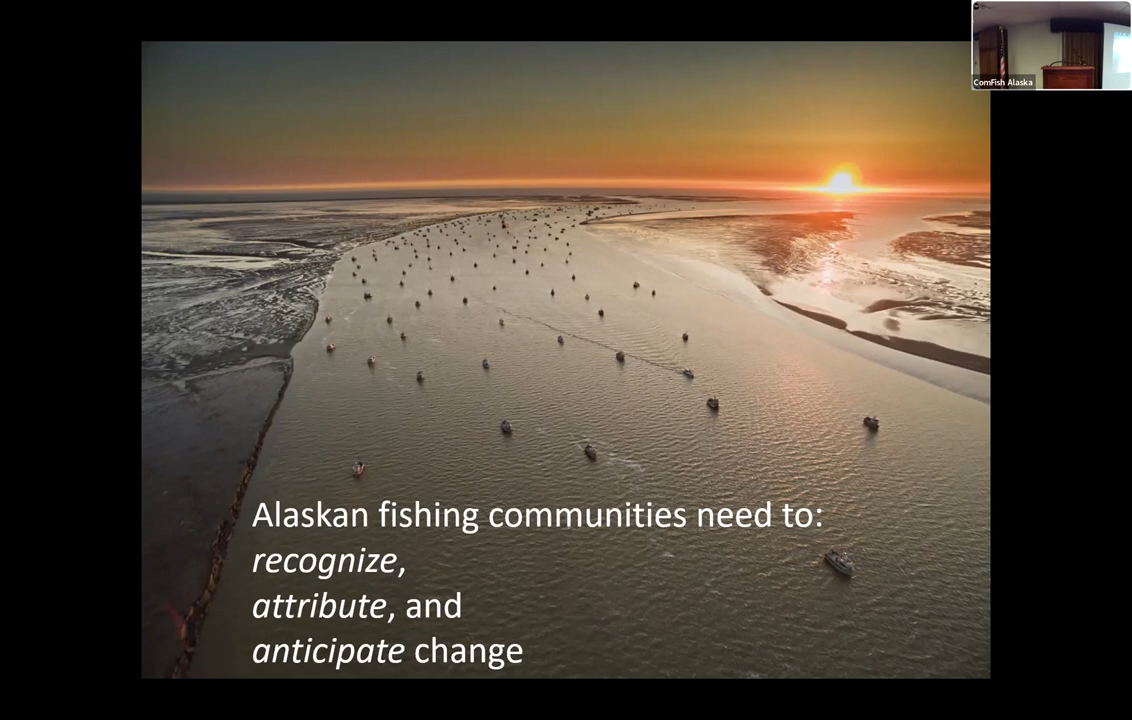 ComFish Alaska
Alaskan fishing communities need to:
recognize,
attribute, and
anticipate change